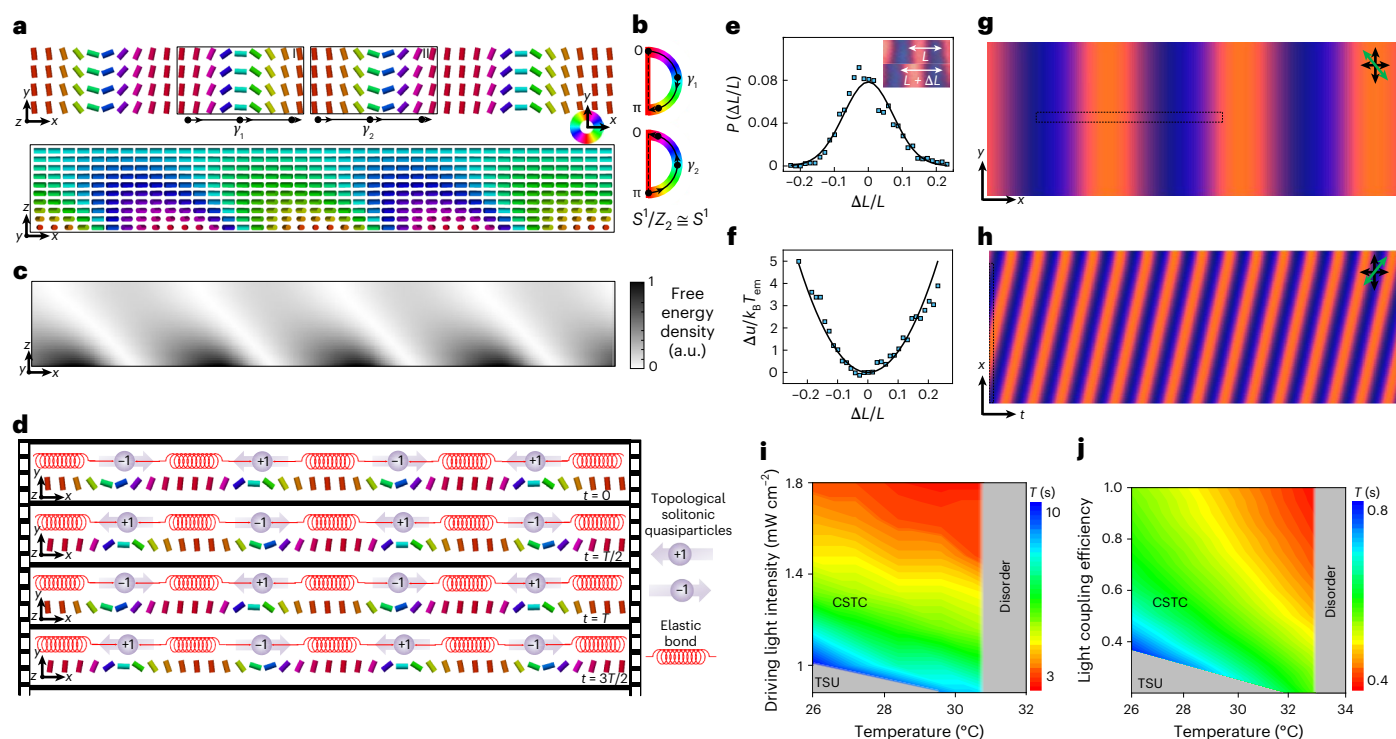 a
I
II
y
z
x
γ1
γ2
y
x
z
y
x
b
0
π
γ1
0
π
γ2
S¹/Z₂ ≅ S¹
c
z
y
x
1
0
Free
energy
density
(a.u.)
d
−1
+1
−1
+1
y
z
x
t = 0
+1
−1
+1
−1
y
z
x
t = T/2
−1
+1
−1
+1
y
z
x
t = T
+1
−1
+1
−1
y
z
x
t = 3T/2
Topological
solitonic
quasiparticles
+1
−1
Elastic
bond
e
P (ΔL/L)
0.08
0.04
0
L
L + ΔL
−0.2 −0.1 0 0.1 0.2
ΔL/L
f
Δu/kBTem
5
4
3
2
1
0
−0.2 −0.1 0 0.1 0.2
ΔL/L
g
y
x
h
x
t
i
Driving light intensity (mW cm⁻²)
1.8
1.4
1
CSTC
TSU
Disorder
26 28 30 32
Temperature (°C)
T (s)
10
3
j
Light coupling efficiency
1.0
0.8
0.6
0.4
CSTC
TSU
Disorder
26 28 30 32 34
Temperature (°C)
T (s)
0.8
0.4